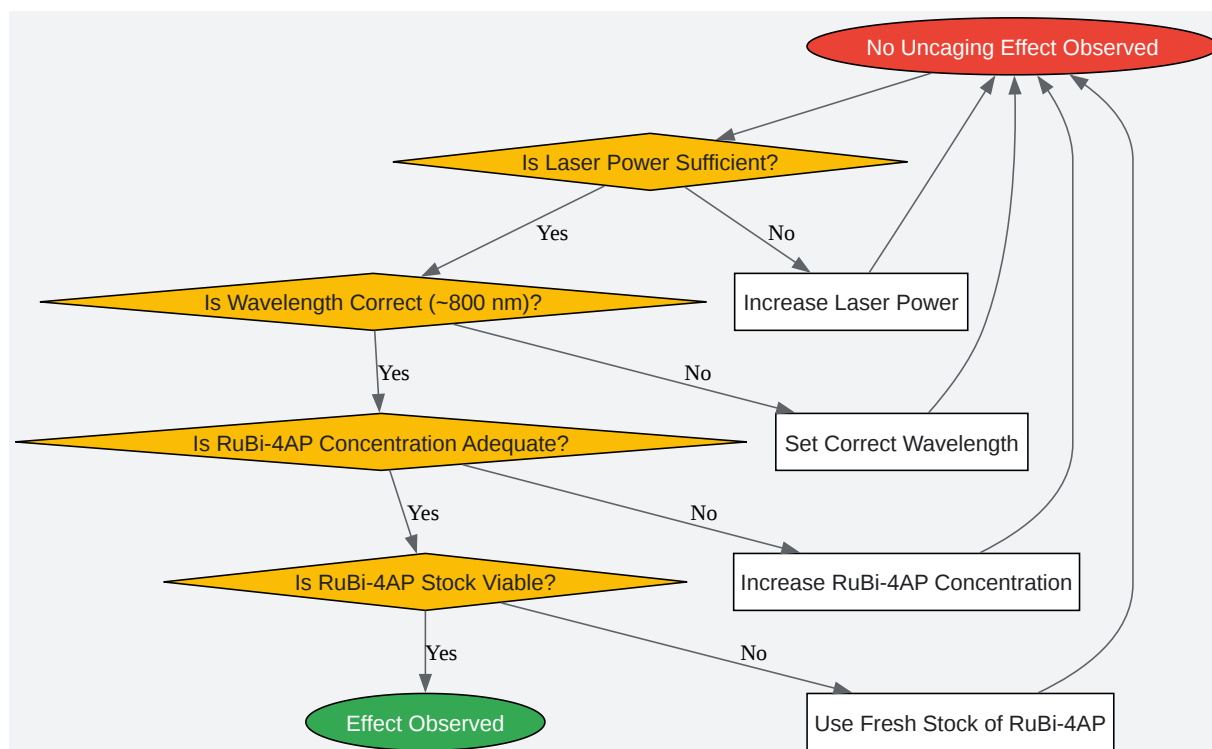 No Uncaging Effect Observed
Is Laser Power Sufficient?
Yes
No
Is Wavelength Correct (~800 nm)?
Increase Laser Power
Yes
No
Is RuBi-4AP Concentration Adequate?
Set Correct Wavelength
Yes
No
Is RuBi-4AP Stock Viable?
Increase RuBi-4AP Concentration
Yes
No
Effect Observed
Use Fresh Stock of RuBi-4AP